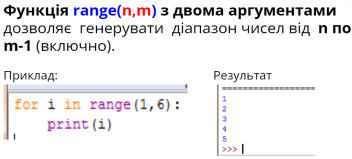 Функція range(n,m) з двома аргументами
дозволяє генерувати діапазон чисел від n по
m-1 (включно).
Приклад:
for i in range(1,6):
    print(i)
Результат
====================
1
2
3
4
5
>>>